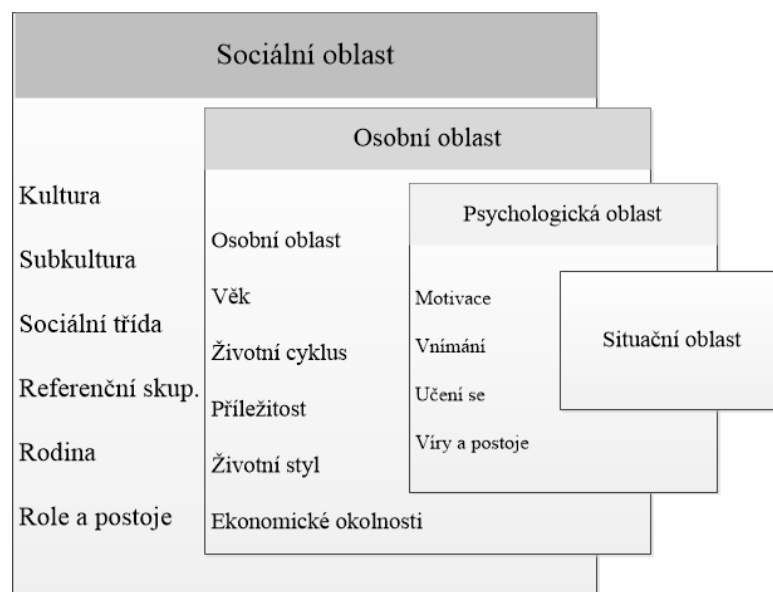 Sociální oblast
Kultura
Subkultura
Sociální třída
Referenční skup.
Rodina
Role a postoje
Osobní oblast
Osobní oblast
Věk
Životní cyklus
Příležitost
Životní styl
Ekonomické okolnosti
Psychologická oblast
Motivace
Vnímání
Učení se
Víry a postoje
Situační oblast